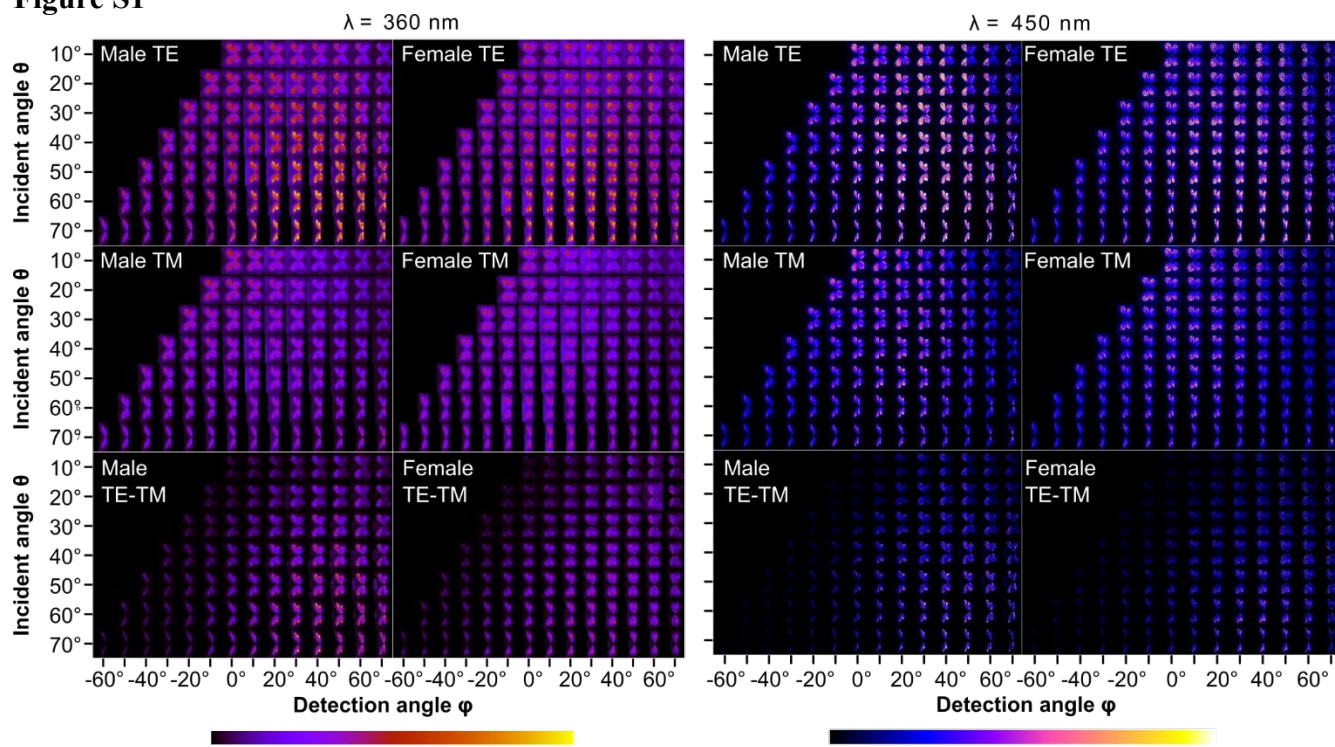 Figure S1
λ = 360 nm
λ = 450 nm
Male TE
Female TE
Male TE
Female TE
Incident angle θ
10°
20°
30°
40°
50°
60°
70°
Male TM
Female TM
Male TM
Female TM
Incident angle θ
10°
20°
30°
40°
50°
60°
70°
Male
TE-TM
Female
TE-TM
Male
TE-TM
Female
TE-TM
Incident angle θ
10°
20°
30°
40°
50°
60°
70°
-60° -40° -20° 0° 20° 40° 60° -60° -40° -20° 0° 20° 40° 60°
-60° -40° -20° 0° 20° 40° 60° -60° -40° -20° 0° 20° 40° 60°
Detection angle φ
Detection angle φ